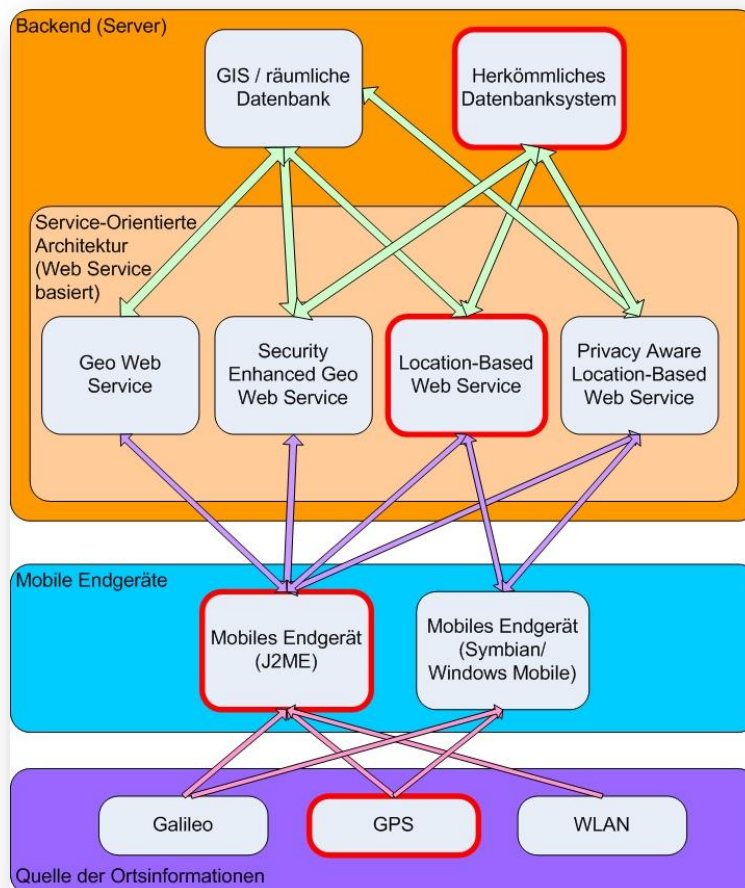 Backend (Server)
GIS / räumliche
Datenbank
Herkömmliches
Datenbanksystem
Service-Orientierte
Architektur
(Web Service
basiert)
Geo Web
Service
Security
Enhanced Geo
Web Service
Location-Based
Web Service
Privacy Aware
Location-Based
Web Service
Mobile Endgeräte
Mobiles Endgerät
(J2ME)
Mobiles Endgerät
(Symbian/
Windows Mobile)
Galileo
GPS
WLAN
Quelle der Ortsinformationen